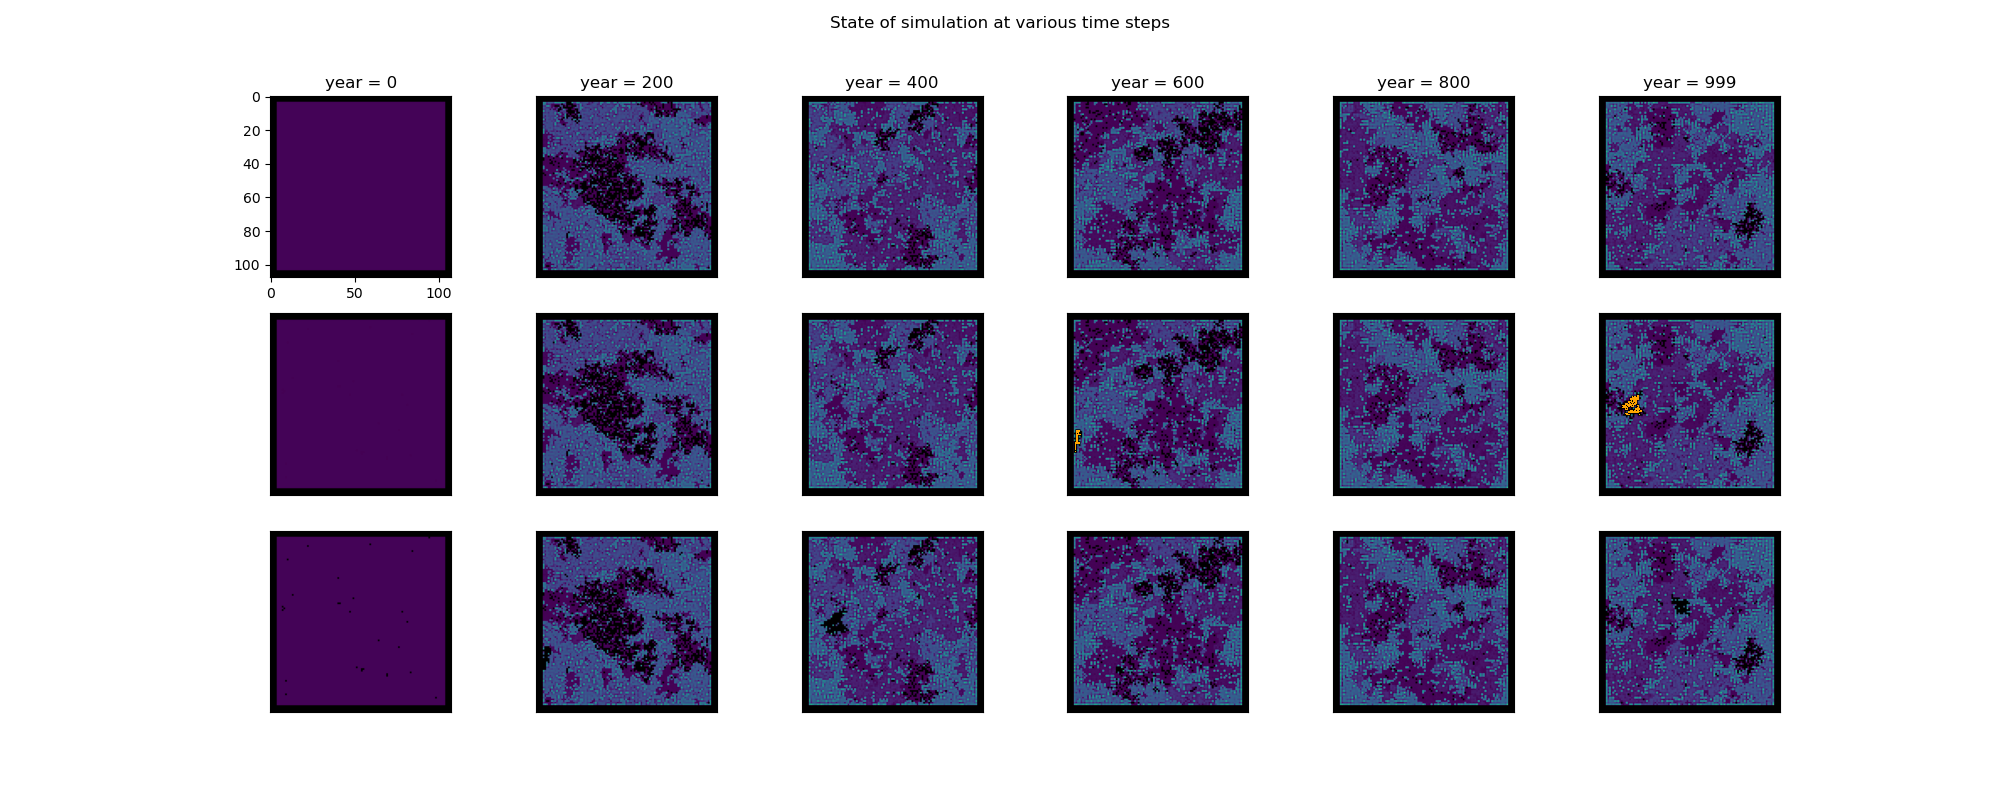 State of simulation at various time steps
year = 0
year = 200
year = 400
year = 600
year = 800
year = 999
0
20
40
60
80
100
0
50
100